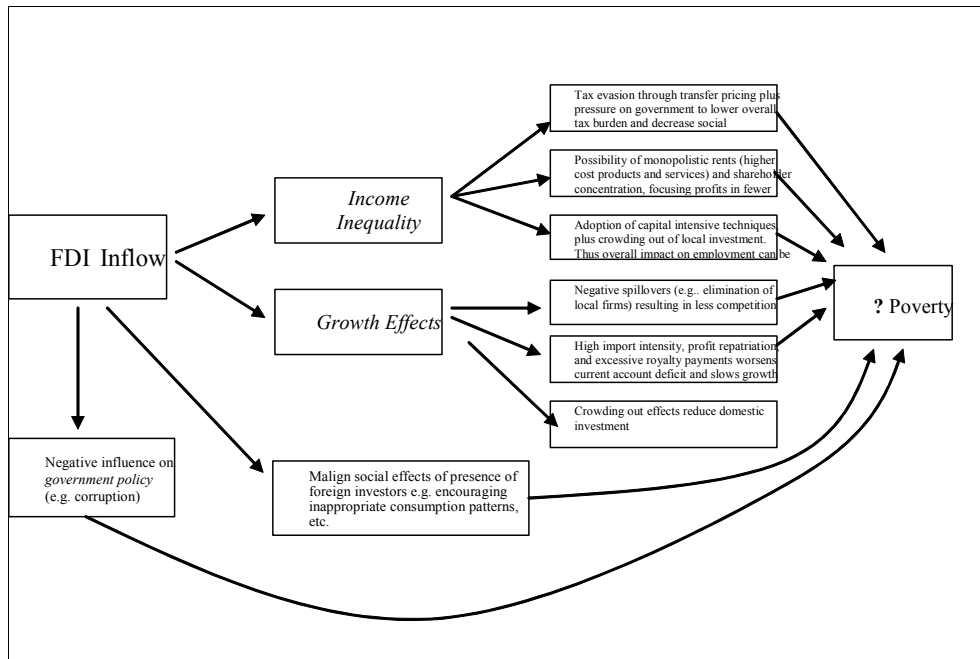 Tax evasion through transfer pricing plus
pressure on government to lower overall
tax burden and decrease social
Possibility of monopolistic rents (higher
cost products and services) and shareholder
concentration, focusing profits in fewer
Income
Inequality
Adoption of capital intensive techniques,
plus crowding out of local investment.
Thus overall impact on employment can be
FDI Inflow
Negative spillovers (e.g.. elimination of
local firms) resulting in less competition
? Poverty
Growth Effects
High import intensity, profit repatriation,
and excessive royalty payments worsens
current account deficit and slows growth
Crowding out effects reduce domestic
investment
Negative influence on
government policy
(e.g. corruption)
Malign social effects of presence of
foreign investors e.g. encouraging
inappropriate consumption patterns,
etc.